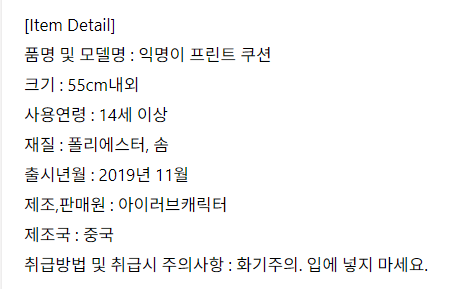 [Item Detail]
품명 및 모델명 : 익명이 프린트 쿠션
크기 : 55cm내외
사용연령 : 14세 이상
재질 : 폴리에스터, 솜
출시년월 : 2019년 11월
제조,판매원 : 아이러브캐릭터
제조국 : 중국
취급방법 및 취급시 주의사항 : 화기주의. 입에 넣지 마세요.